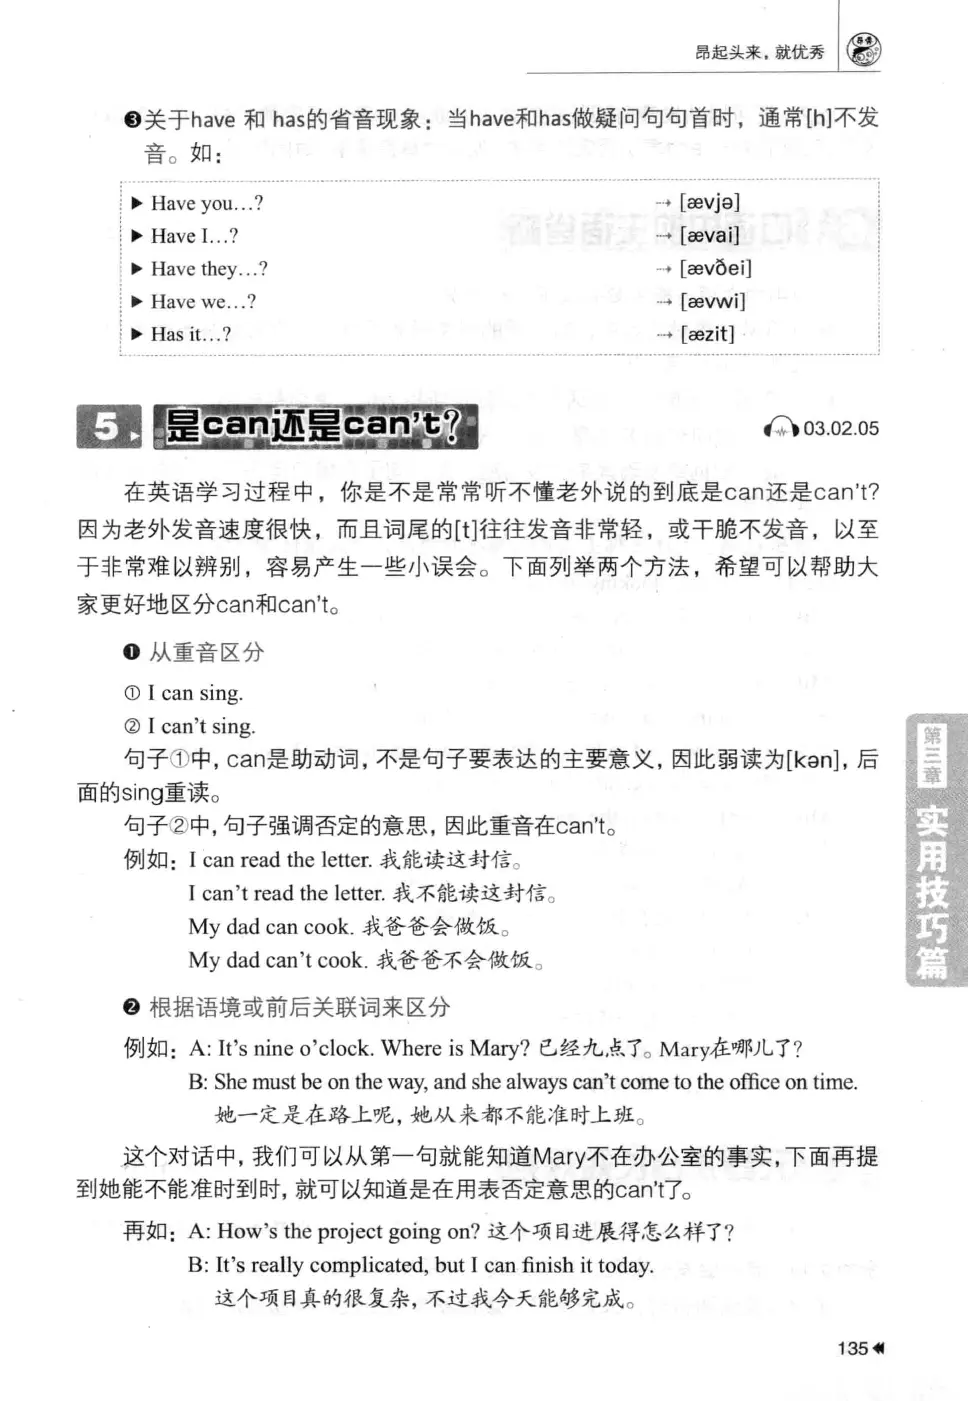 昂起头来，就优秀
❸关于have 和 has的省音现象：当have和has做疑问句句首时，通常[h]不发
音。如：
▶ Have you…? ⇢ [ævjə]
▶ Have I…? ⇢ [ævai]
▶ Have they…? ⇢ [ævðei]
▶ Have we…? ⇢ [ævwi]
▶ Has it…? ⇢ [æzit]
5 是can还是can't? 03.02.05
在英语学习过程中，你是不是常常听不懂老外说的到底是can还是can't?
因为老外发音速度很快，而且词尾的[t]往往发音非常轻，或干脆不发音，以至
于非常难以辨别，容易产生一些小误会。下面列举两个方法，希望可以帮助大
家更好地区分can和can't。
❶ 从重音区分
① I can sing.
② I can't sing.
句子①中，can是助动词，不是句子要表达的主要意义，因此弱读为[kən]，后
面的sing重读。
句子②中，句子强调否定的意思，因此重音在can't。
例如：I can read the letter. 我能读这封信。
I can't read the letter. 我不能读这封信。
My dad can cook. 我爸爸会做饭。
My dad can't cook. 我爸爸不会做饭。
❷ 根据语境或前后关联词来区分
例如：A: It's nine o'clock. Where is Mary? 已经九点了。Mary在哪儿了?
B: She must be on the way, and she always can't come to the office on time.
她一定是在路上呢，她从来都不能准时上班。
这个对话中，我们可以从第一句就能知道Mary不在办公室的事实，下面再提
到她能不能准时到时，就可以知道是在用表否定意思的can't了。
再如：A: How's the project going on? 这个项目进展得怎么样了?
B: It's really complicated, but I can finish it today.
这个项目真的很复杂，不过我今天能够完成。
第三章
实用技巧篇
135